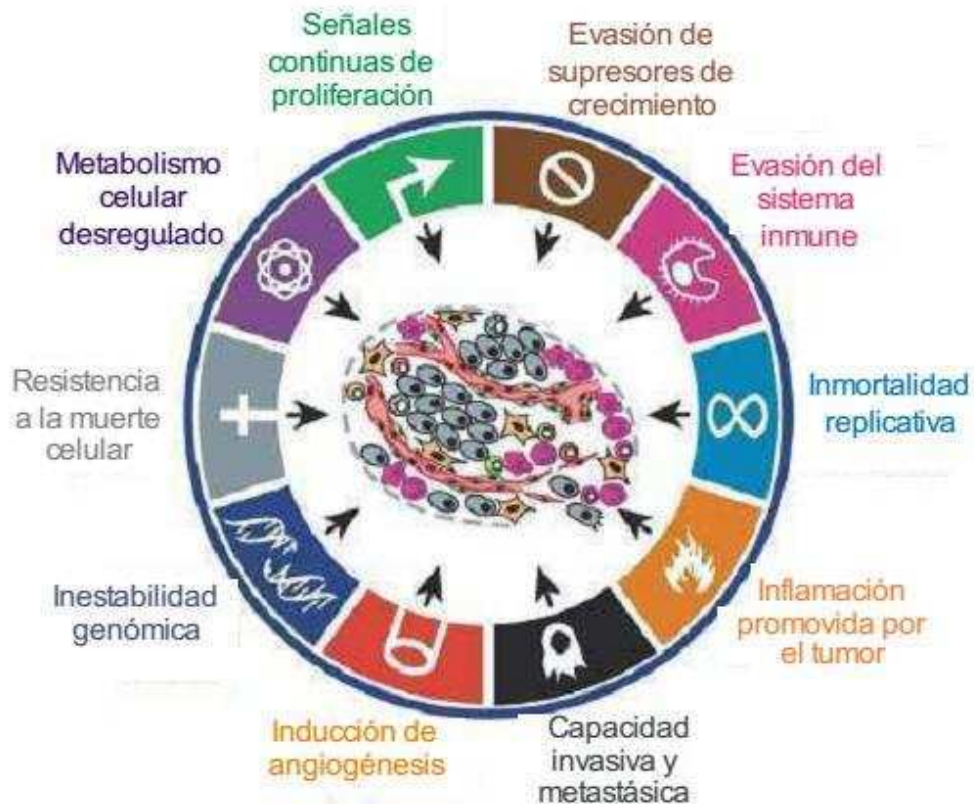 Señales
continuas de
proliferación
Evasión de
supresores de
crecimiento
Evasión del
sistema
inmune
Inmortalidad
replicativa
Inflamación
promovida por
el tumor
Capacidad
invasiva y
metastásica
Inducción de
angiogénesis
Inestabilidad
genómica
Resistencia
a la muerte
celular
Metabolismo
celular
desregulado